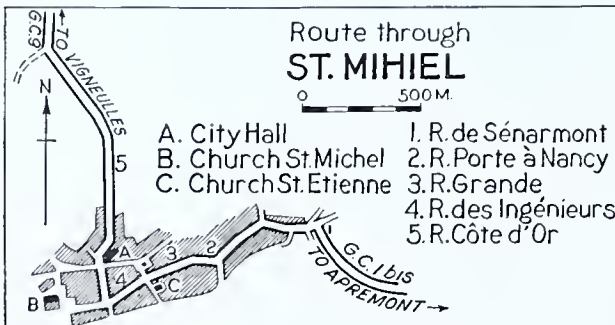 Route through
ST. MIHIEL
0 500 M.
G.C.9
TO VIGNEULLES
N
A. City Hall
B. Church St. Michel
C. Church St. Etienne
1. R. de Sénarmont
2. R. Porte à Nancy
3. R. Grande
4. R. des Ingénieurs
5. R. Côte d'Or
5
A
3
2
4
C
B
G.C. 1 bis
TO APREMONT